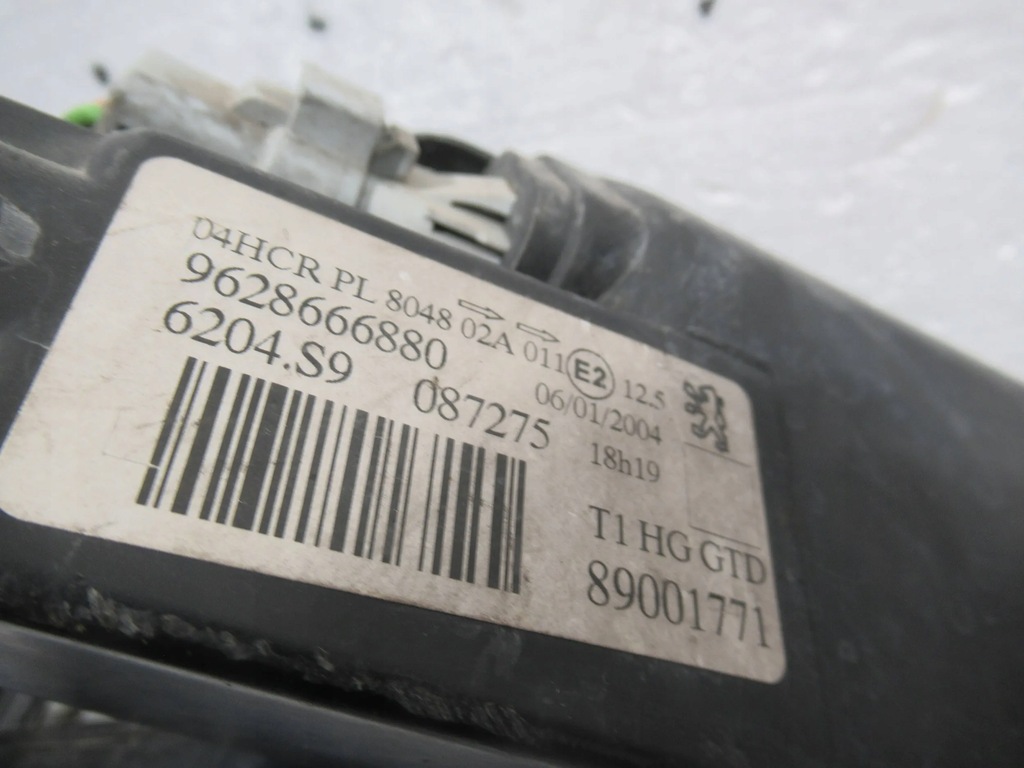 04HCR PL 8048 02A 011 E2 12.5
9628666880
06/01/2004
6204.S9
087275
18h19
T1 HG GTD
89001771